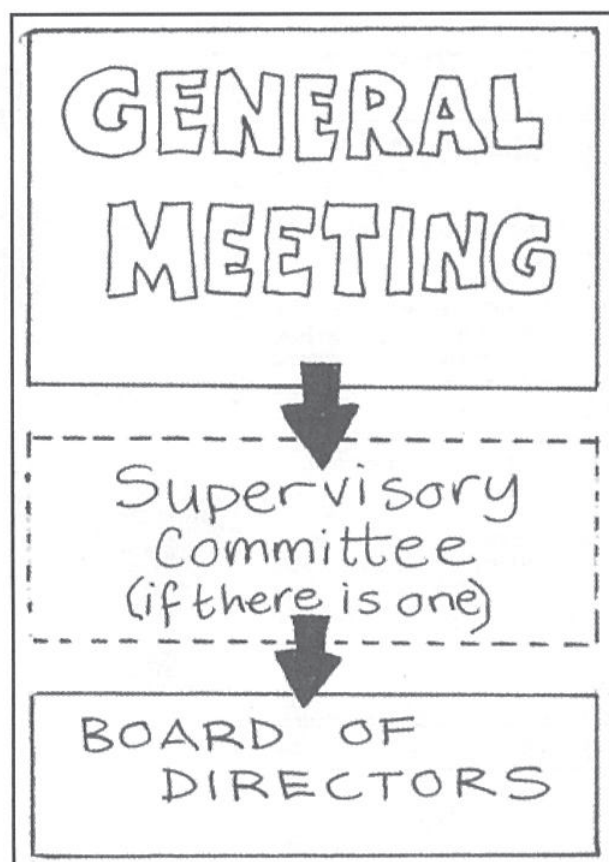 GENERAL
MEETING
Supervisory
Committee
(if there is one)
BOARD OF
DIRECTORS